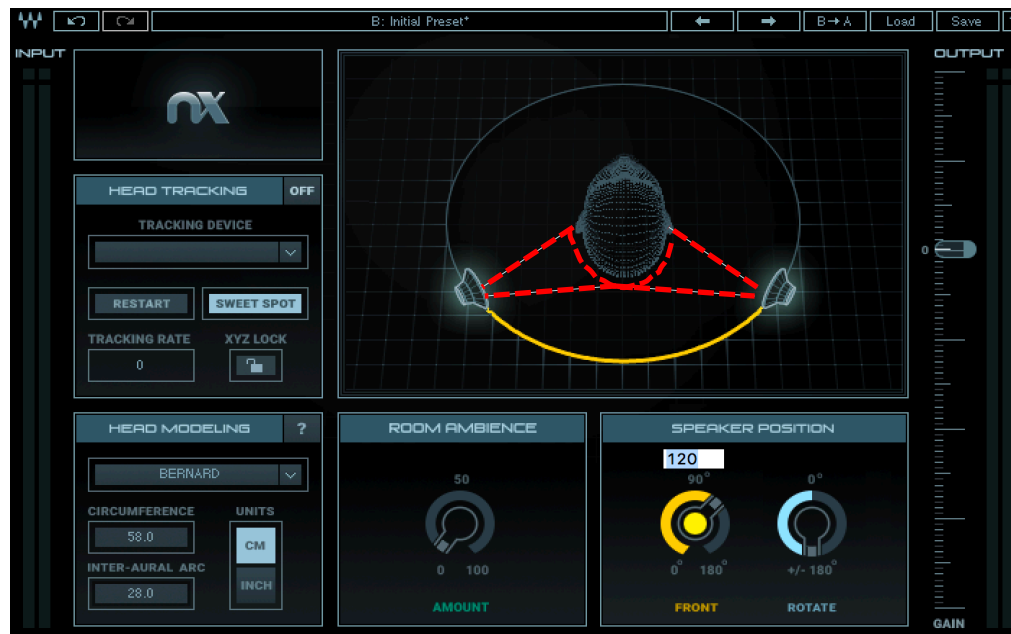 B: Initial Preset*
B→A
Load
Save
INPUT
OUTPUT
nx
HEAD TRACKING OFF
TRACKING DEVICE
RESTART
SWEET SPOT
TRACKING RATE
XYZ LOCK
0
0
HEAD MODELING ?
BERNARD
CIRCUMFERENCE
UNITS
58.0
CM
INTER-AURAL ARC
28.0
INCH
ROOM AMBIENCE
50
0 100
AMOUNT
SPEAKER POSITION
120
90° 0°
0° 180° +/- 180°
FRONT ROTATE
GAIN